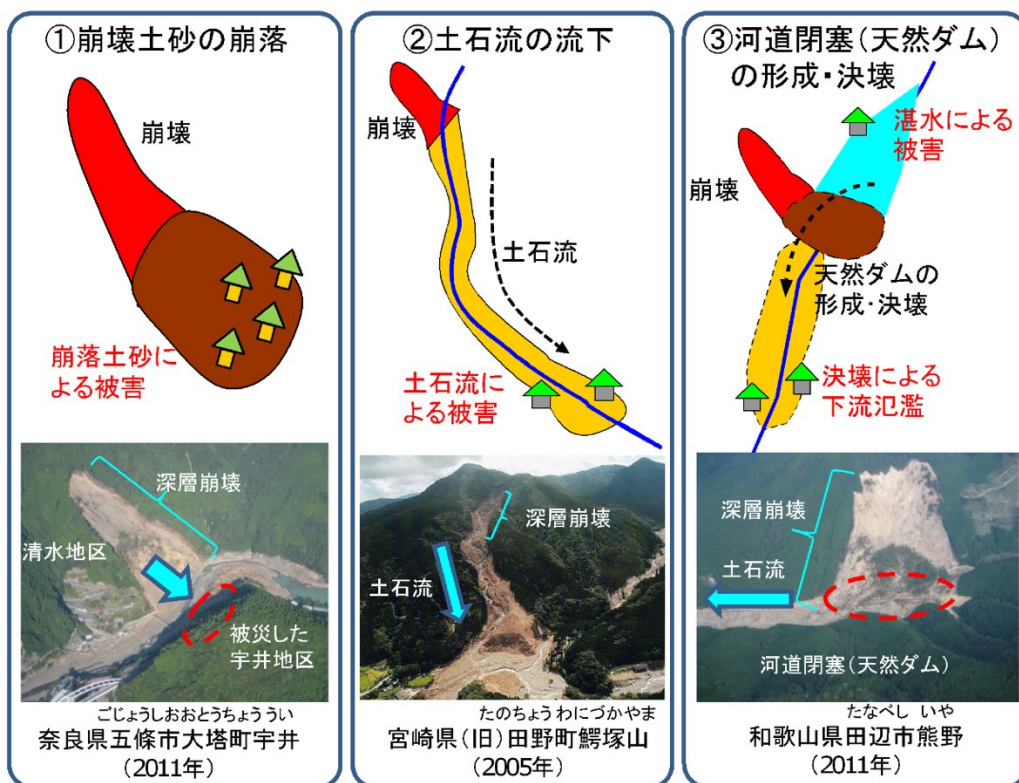 ①崩壊土砂の崩落
崩壊
崩落土砂に
よる被害
深層崩壊
清水地区
被災した
宇井地区
ごじょうしおおとうちょううい
奈良県五條市大塔町宇井
(2011年)
②土石流の流下
崩壊
土石流
土石流に
よる被害
深層崩壊
土石流
たのちょうわにづかやま
宮崎県(旧)田野町鰐塚山
(2005年)
③河道閉塞(天然ダム)
の形成・決壊
湛水による
被害
崩壊
天然ダムの
形成・決壊
決壊による
下流氾濫
深層崩壊
土石流
河道閉塞(天然ダム)
たなべし いや
和歌山県田辺市熊野
(2011年)